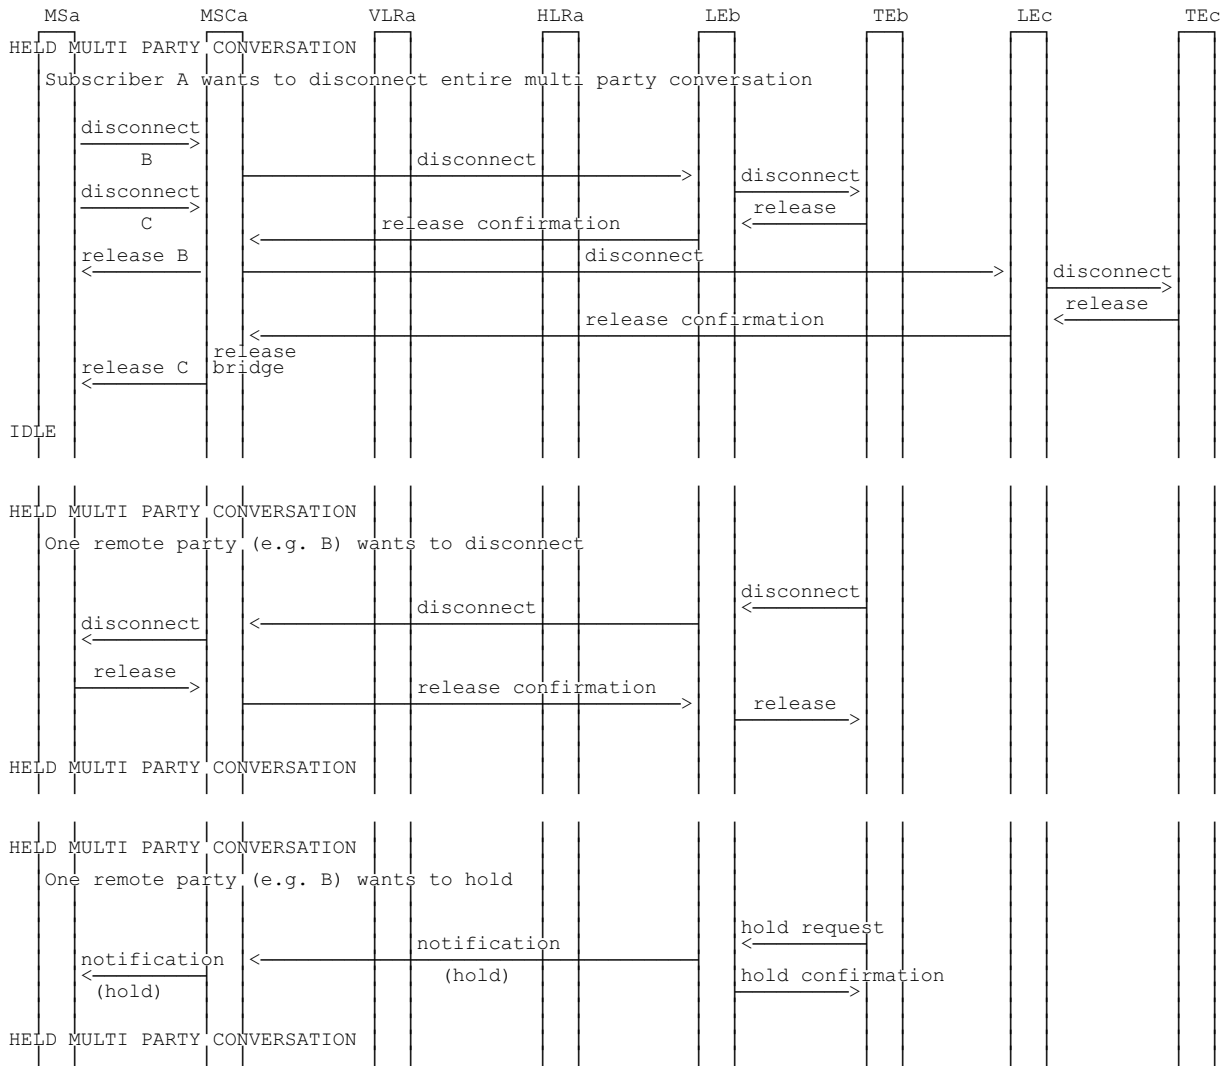 MSa MSCa VLRa HLRa LEb TEb LEc TEc
HELD MULTI PARTY CONVERSATION
Subscriber A wants to disconnect entire multi party conversation
disconnect
B disconnect
disconnect
disconnect
release
C release confirmation
release B disconnect
disconnect
release
release confirmation
release
release C bridge
IDLE
HELD MULTI PARTY CONVERSATION
One remote party (e.g. B) wants to disconnect
disconnect
disconnect
disconnect
release
release confirmation
release
HELD MULTI PARTY CONVERSATION
HELD MULTI PARTY CONVERSATION
One remote party (e.g. B) wants to hold
hold request
notification
notification
(hold) hold confirmation
(hold)
HELD MULTI PARTY CONVERSATION